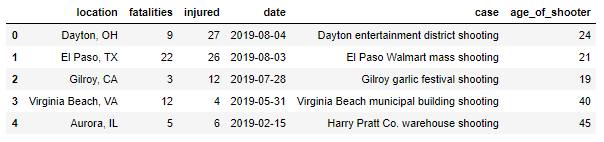 location fatalities injured date case age_of_shooter
0 Dayton, OH 9 27 2019-08-04 Dayton entertainment district shooting 24
1 El Paso, TX 22 26 2019-08-03 El Paso Walmart mass shooting 21
2 Gilroy, CA 3 12 2019-07-28 Gilroy garlic festival shooting 19
3 Virginia Beach, VA 12 4 2019-05-31 Virginia Beach municipal building shooting 40
4 Aurora, IL 5 6 2019-02-15 Harry Pratt Co. warehouse shooting 45